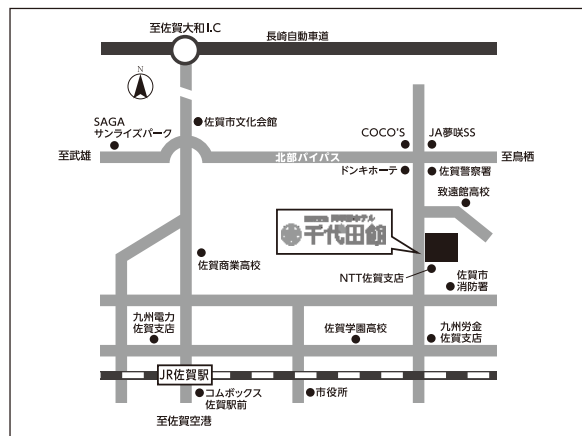 至佐賀大和I.C
長崎自動車道
N
SAGA
サンライズパーク
佐賀市文化会館
COCO'S
JA夢咲SS
至武雄
北部バイパス
至鳥栖
ドンキホーテ
佐賀警察署
致遠館高校
千代田館
佐賀商業高校
NTT佐賀支店
佐賀市
消防署
九州電力
佐賀支店
佐賀学園高校
九州労金
佐賀支店
JR佐賀駅
コムボックス
佐賀駅前
市役所
至佐賀空港